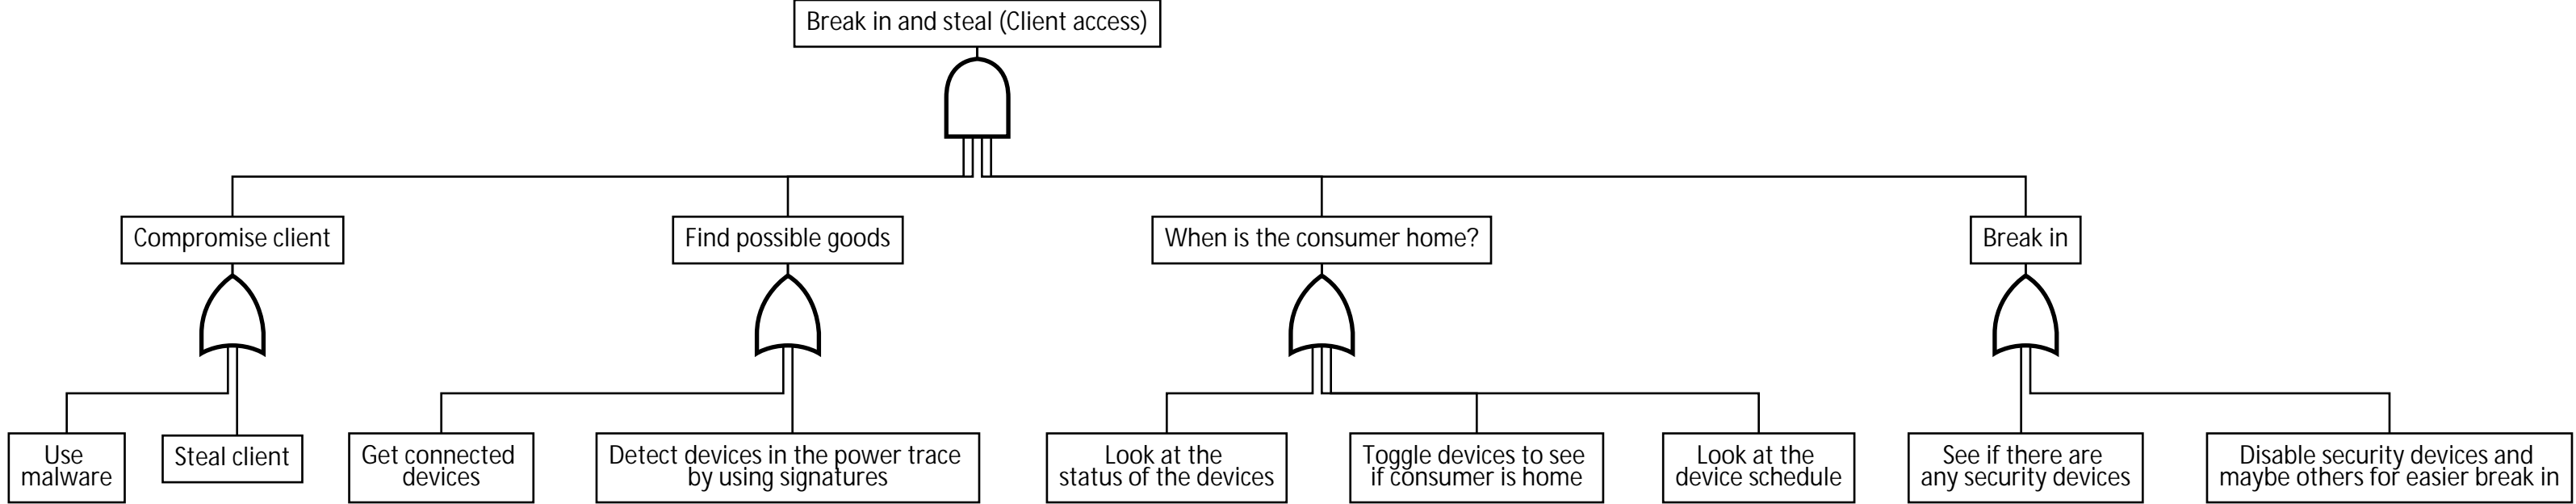 Break in and steal (Client access)
Compromise client
Find possible goods
When is the consumer home?
Break in
Use
malware
Steal client
Get connected
devices
Detect devices in the power trace
by using signatures
Look at the
status of the devices
Toggle devices to see
if consumer is home
Look at the
device schedule
See if there are
any security devices
Disable security devices and
maybe others for easier break in